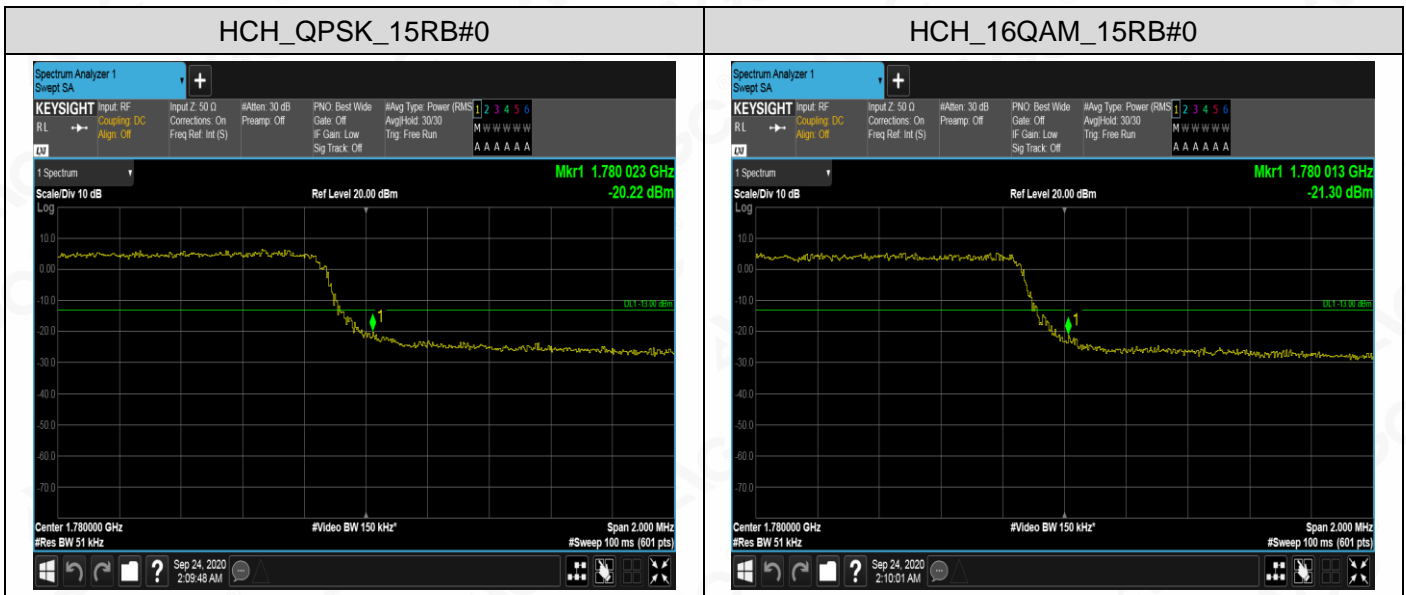 HCH_QPSK_15RB#0
Spectrum Analyzer 1
Swept SA
+
KEYSIGHT
RL
LXI
Input: RF
Coupling: DC
Align: Off
Input Z: 50 Ω
Corrections: On
Freq Ref: Int (S)
#Atten: 30 dB
Preamp: Off
PNO: Best Wide
Gate: Off
IF Gain: Low
Sig Track: Off
#Avg Type: Power (RMS
Avg|Hold: 30/30
Trig: Free Run
1 2 3 4 5 6
M W W W W W
A A A A A A
1 Spectrum
Scale/Div 10 dB
Ref Level 20.00 dBm
Mkr1 1.780 023 GHz
-20.22 dBm
Log
10.0
0.00
-10.0
DL1 -13.00 dBm
-20.0
1
-30.0
-40.0
-50.0
-60.0
-70.0
Center 1.780000 GHz
#Video BW 150 kHz*
Span 2.000 MHz
#Res BW 51 kHz
#Sweep 100 ms (601 pts)
?
Sep 24, 2020
2:09:48 AM
HCH_16QAM_15RB#0
Spectrum Analyzer 1
Swept SA
+
KEYSIGHT
RL
LXI
Input: RF
Coupling: DC
Align: Off
Input Z: 50 Ω
Corrections: On
Freq Ref: Int (S)
#Atten: 30 dB
Preamp: Off
PNO: Best Wide
Gate: Off
IF Gain: Low
Sig Track: Off
#Avg Type: Power (RMS
Avg|Hold: 30/30
Trig: Free Run
1 2 3 4 5 6
M W W W W W
A A A A A A
1 Spectrum
Scale/Div 10 dB
Ref Level 20.00 dBm
Mkr1 1.780 013 GHz
-21.30 dBm
Log
10.0
0.00
-10.0
DL1 -13.00 dBm
-20.0
1
-30.0
-40.0
-50.0
-60.0
-70.0
Center 1.780000 GHz
#Video BW 150 kHz*
Span 2.000 MHz
#Res BW 51 kHz
#Sweep 100 ms (601 pts)
?
Sep 24, 2020
2:10:01 AM